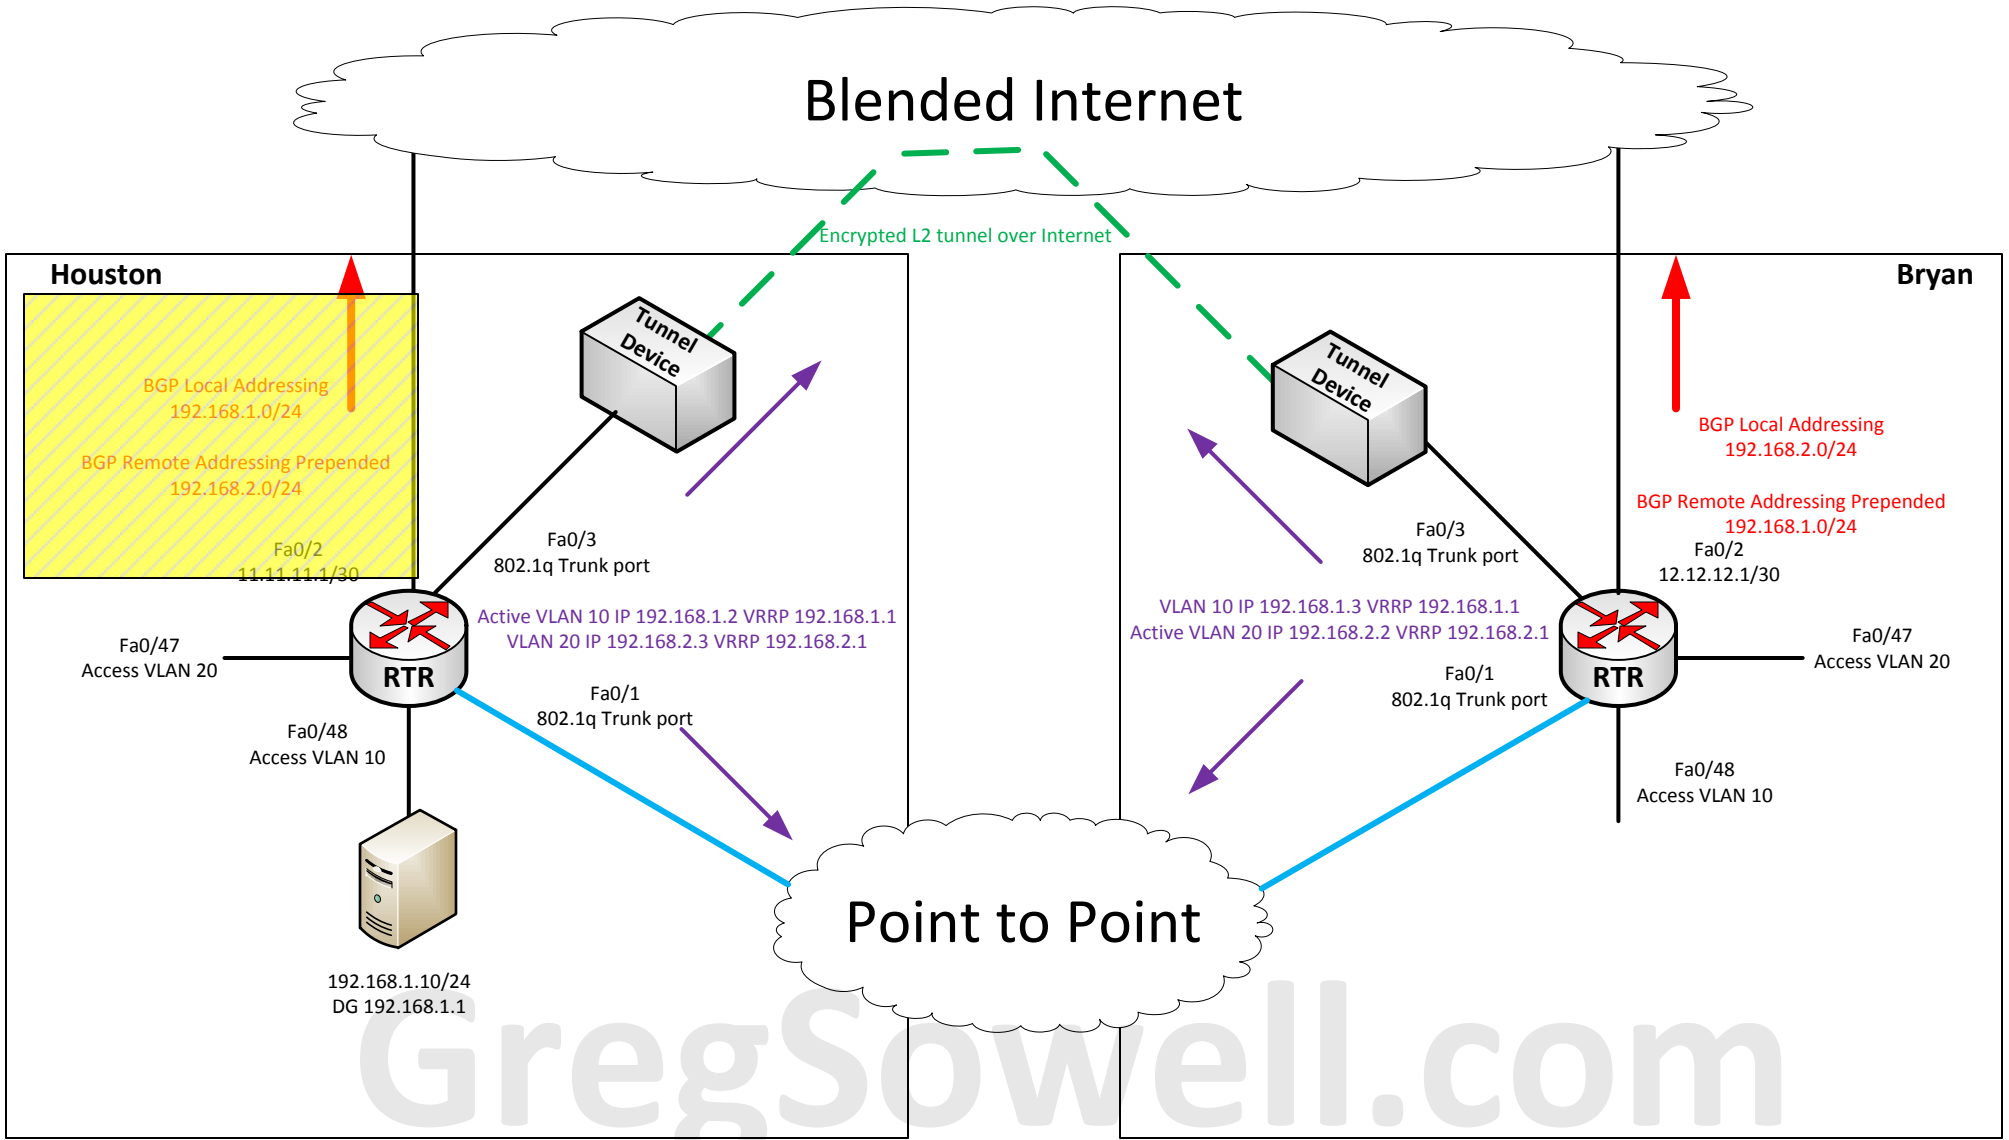 Blended Internet
Encrypted L2 tunnel over Internet
Houston
Bryan
Tunnel
Device
Tunnel
Device
BGP Local Addressing
192.168.1.0/24
BGP Remote Addressing Prepended
192.168.2.0/24
BGP Local Addressing
192.168.2.0/24
BGP Remote Addressing Prepended
192.168.1.0/24
Fa0/2
11.11.11.1/30
Fa0/3
802.1q Trunk port
Fa0/3
802.1q Trunk port
Fa0/2
12.12.12.1/30
Active VLAN 10 IP 192.168.1.2 VRRP 192.168.1.1
VLAN 20 IP 192.168.2.3 VRRP 192.168.2.1
VLAN 10 IP 192.168.1.3 VRRP 192.168.1.1
Active VLAN 20 IP 192.168.2.2 VRRP 192.168.2.1
Fa0/47
Access VLAN 20
RTR
RTR
Fa0/47
Access VLAN 20
Fa0/1
802.1q Trunk port
Fa0/1
802.1q Trunk port
Fa0/48
Access VLAN 10
Fa0/48
Access VLAN 10
Point to Point
192.168.1.10/24
DG 192.168.1.1
GregSowell.com